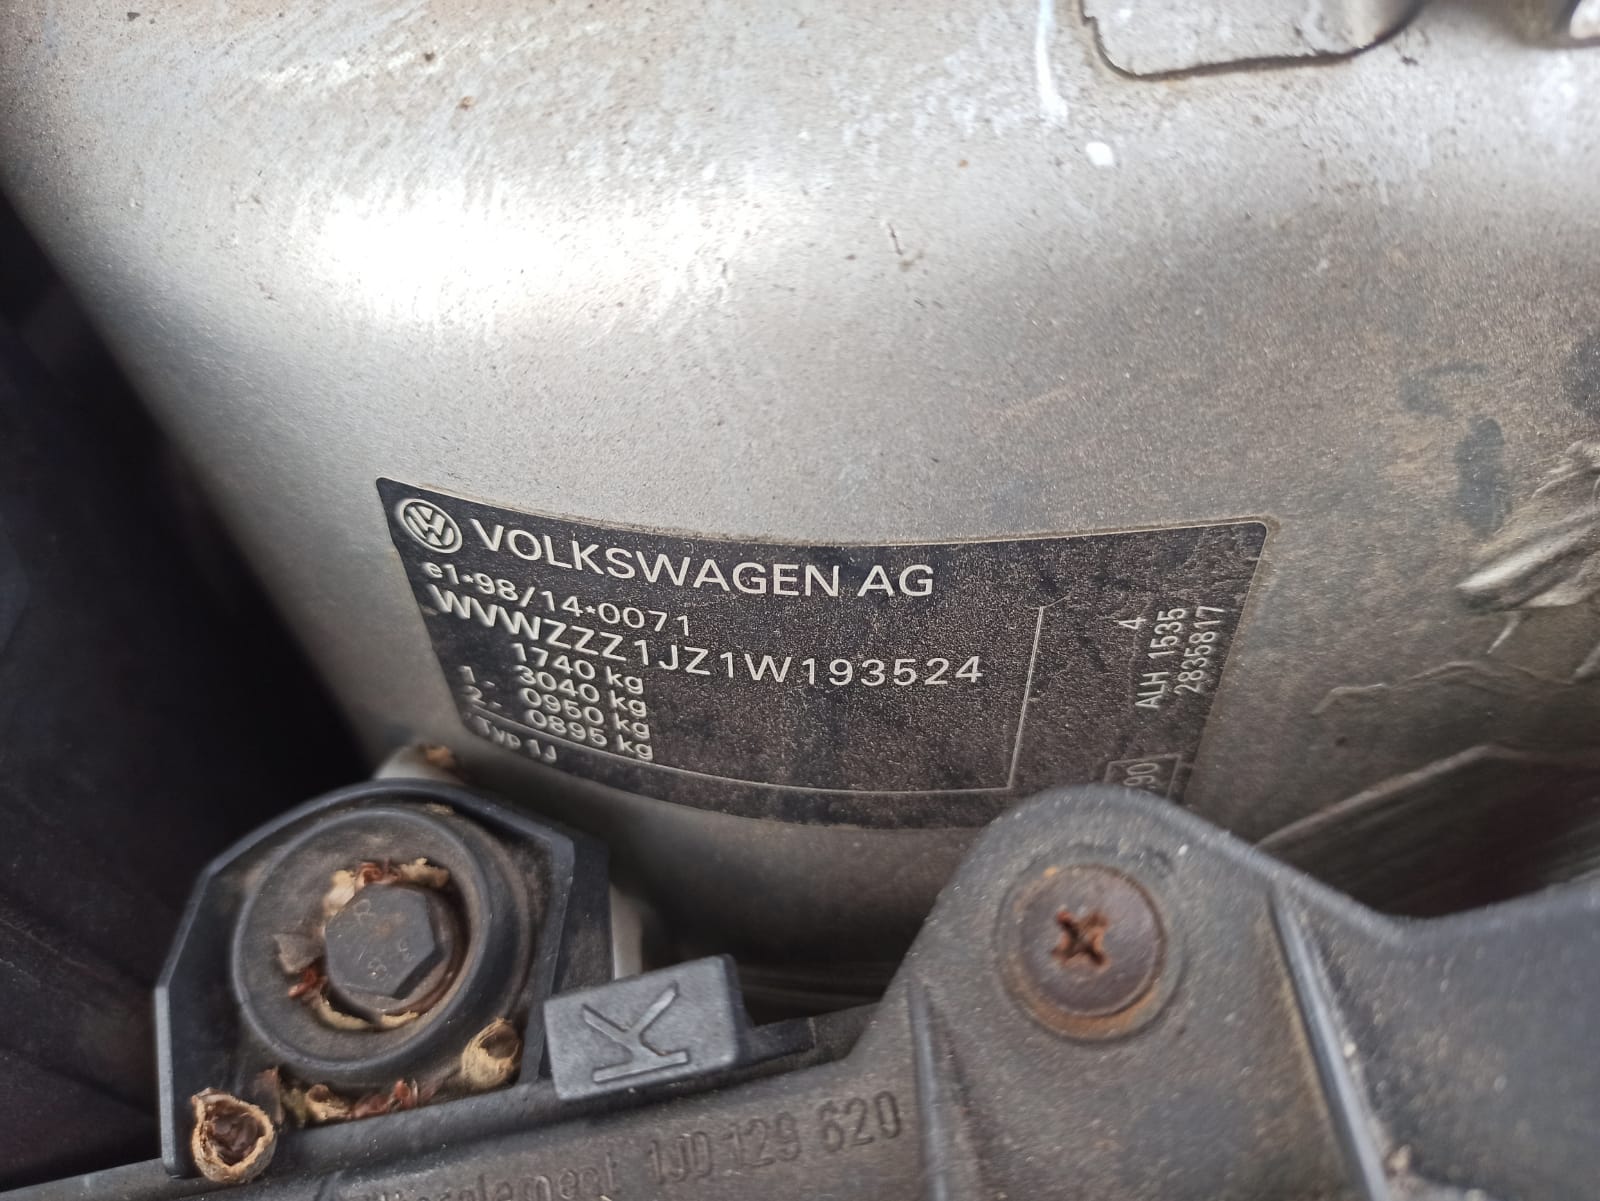 VOLKSWAGEN AG
e1*98/14*0071
WVWZZZ1JZ1W193524
1740 kg
3040 kg
1. 0950 kg
2. 0895 kg
Typ 1J
4
ALH 1535
2835817
90
K
1J0 129 620